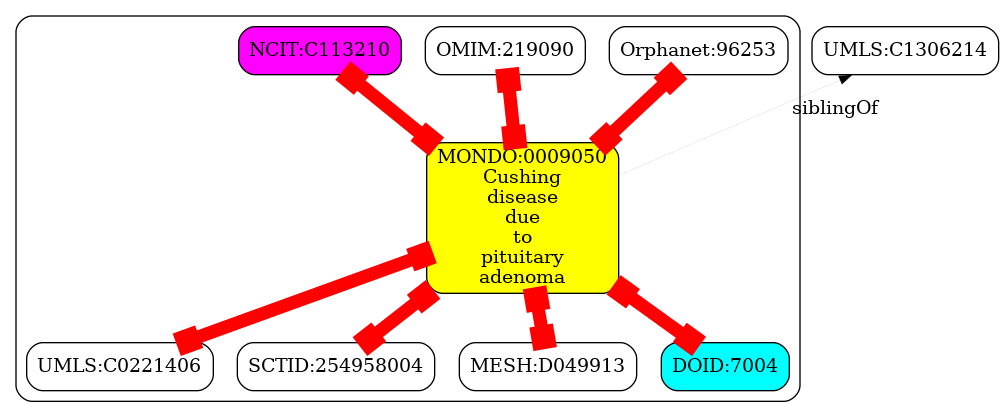 NCIT:C113210
OMIM:219090
Orphanet:96253
UMLS:C1306214
siblingOf
MONDO:0009050
Cushing
disease
due
to
pituitary
adenoma
UMLS:C0221406
SCTID:254958004
MESH:D049913
DOID:7004